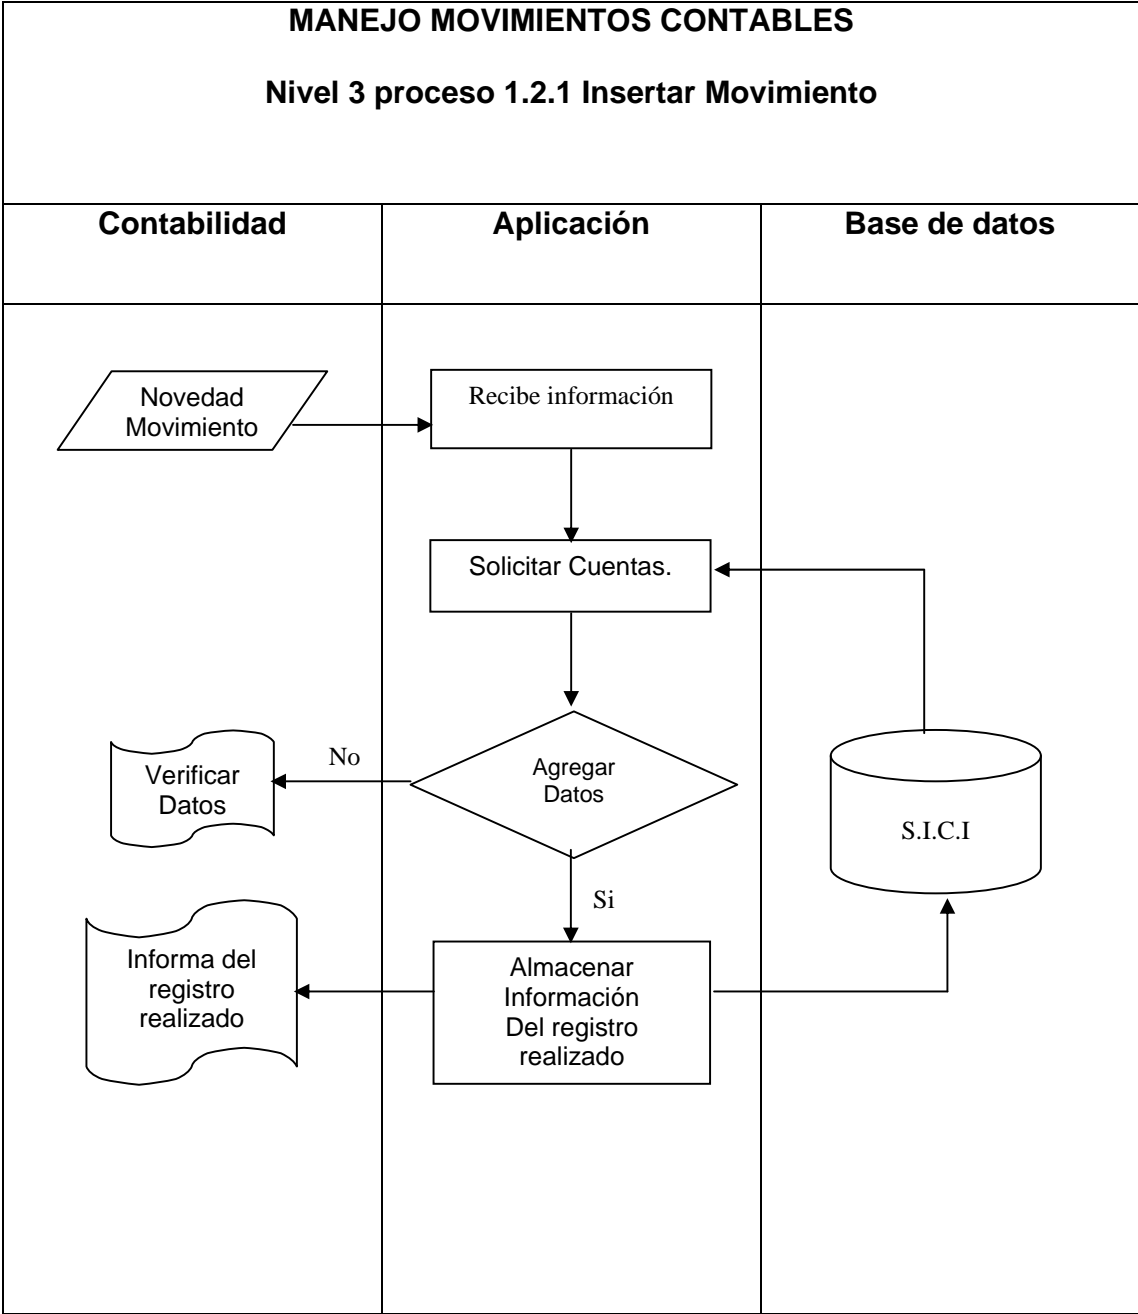 MANEJO MOVIMIENTOS CONTABLES
Nivel 3 proceso 1.2.1 Insertar Movimiento
Contabilidad
Aplicación
Base de datos
Novedad
Movimiento
Recibe información
Solicitar Cuentas.
No
Verificar
Datos
Agregar
Datos
S.I.C.I
Si
Informa del
registro
realizado
Almacenar
Información
Del registro
realizado